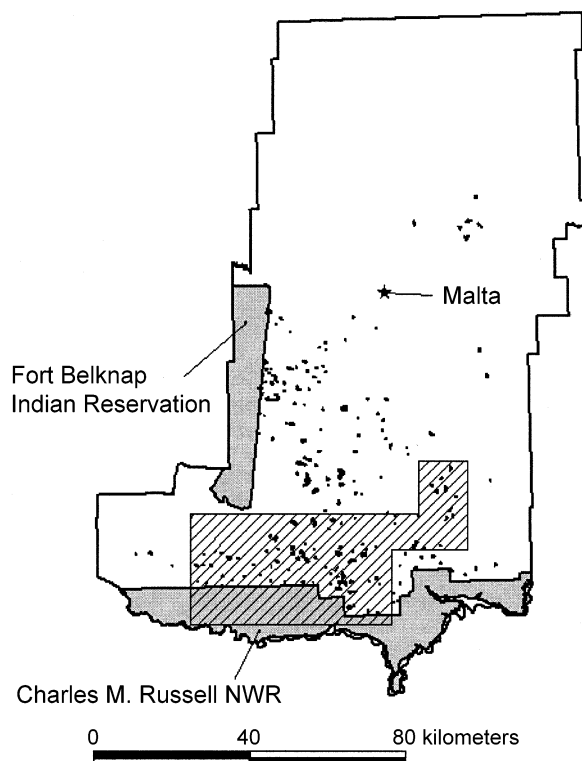 Malta
Fort Belknap
Indian Reservation
Charles M. Russell NWR
0 40 80 kilometers